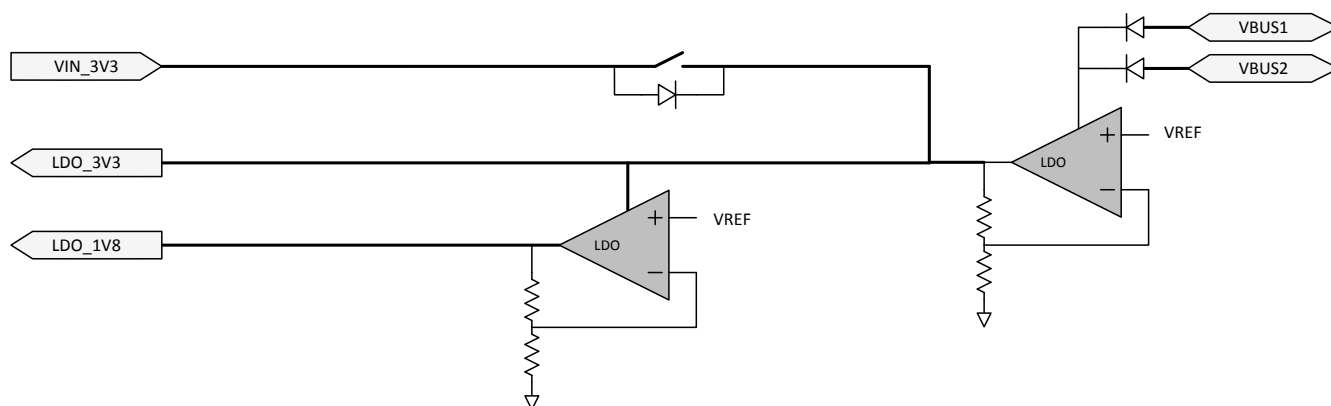 VBUS1
VIN_3V3
VBUS2
+
VREF
LDO_3V3
LDO
−
+
VREF
LDO_1V8
LDO
−